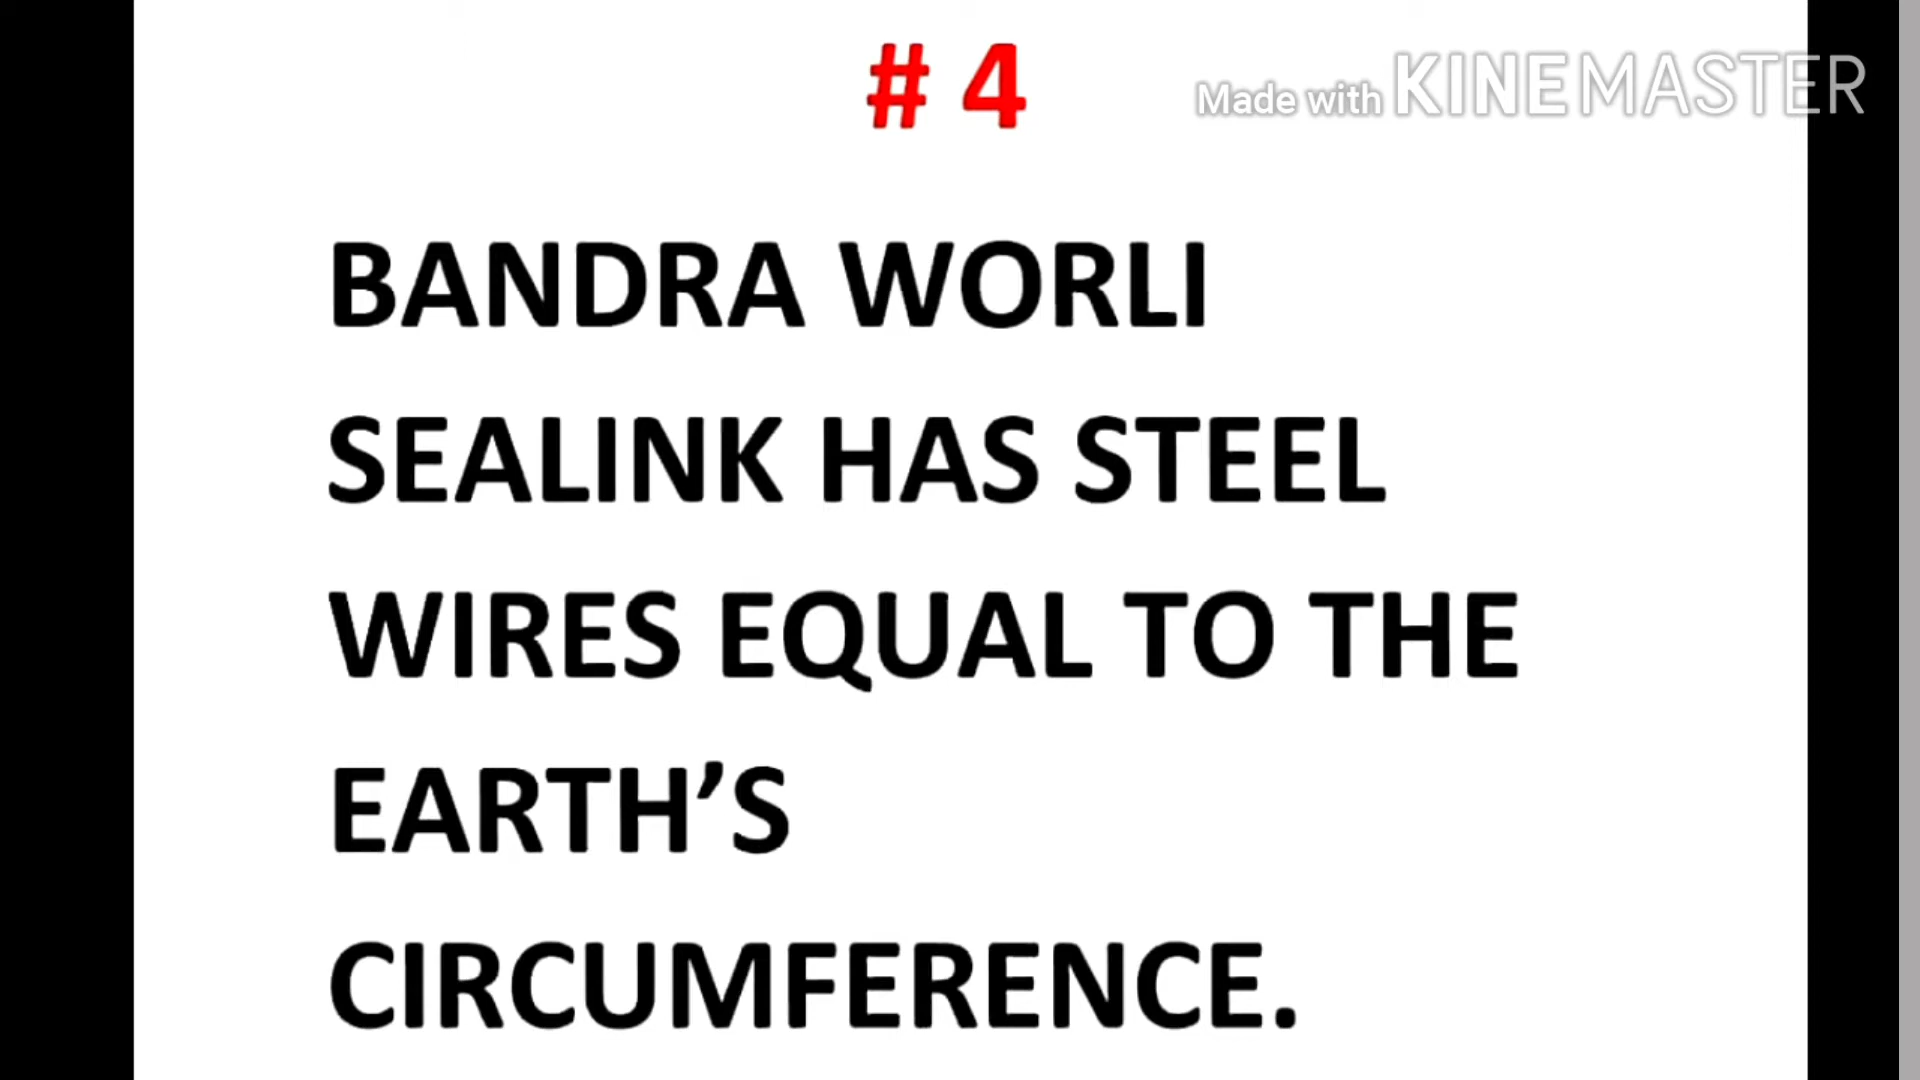 # 4
Made with KINEMASTER
BANDRA WORLI
SEALINK HAS STEEL
WIRES EQUAL TO THE
EARTH’S
CIRCUMFERENCE.